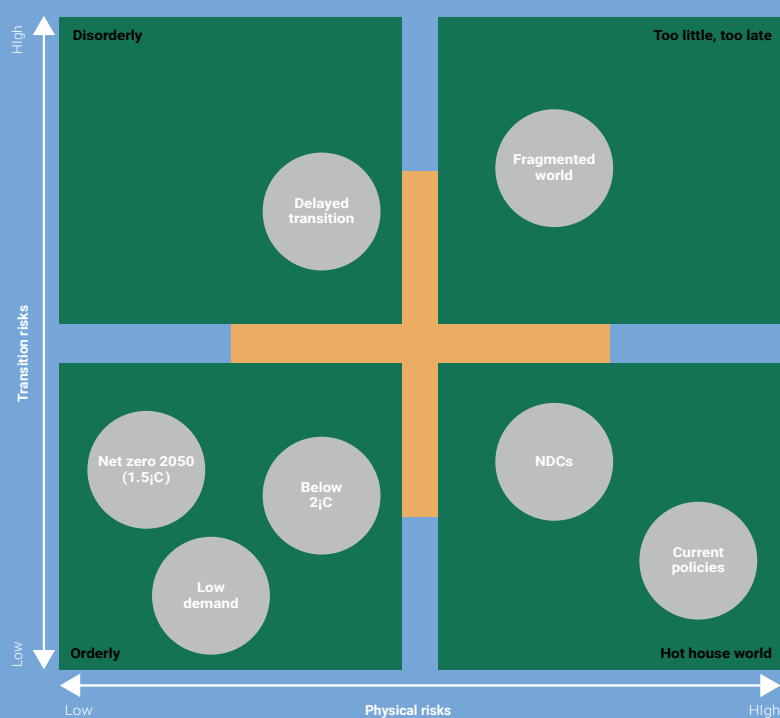 HIgh
Disorderly
Too little, too late
Fragmented
world
Delayed
transition
Transition risks
Net zero 2050
(1.5¡C)
Below
2¡C
NDCs
Low
demand
Current
policies
Low
Orderly
Hot house world
Low
Physical risks
HIgh